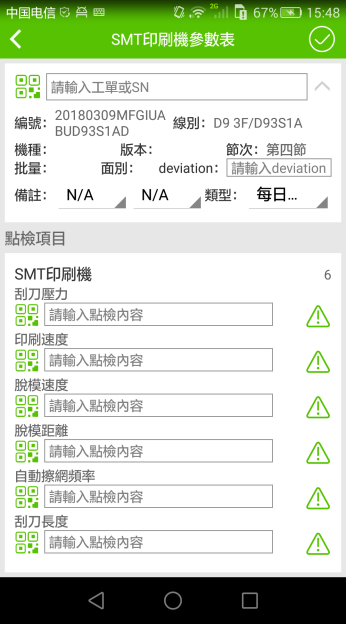 中国电信 2G 67% 15:48
SMT印刷機參數表
請輸入工單或SN
編號: 20180309MFGIUABUD93S1AD 線別: D9 3F/D93S1A
機種: 版本: 節次: 第四節
批量: 面別: deviation: 請輸入deviation
備註: N/A N/A 類型: 每日...
點檢項目
SMT印刷機 6
刮刀壓力
請輸入點檢內容
印刷速度
請輸入點檢內容
脫模速度
請輸入點檢內容
脫模距離
請輸入點檢內容
自動擦網頻率
請輸入點檢內容
刮刀長度
請輸入點檢內容